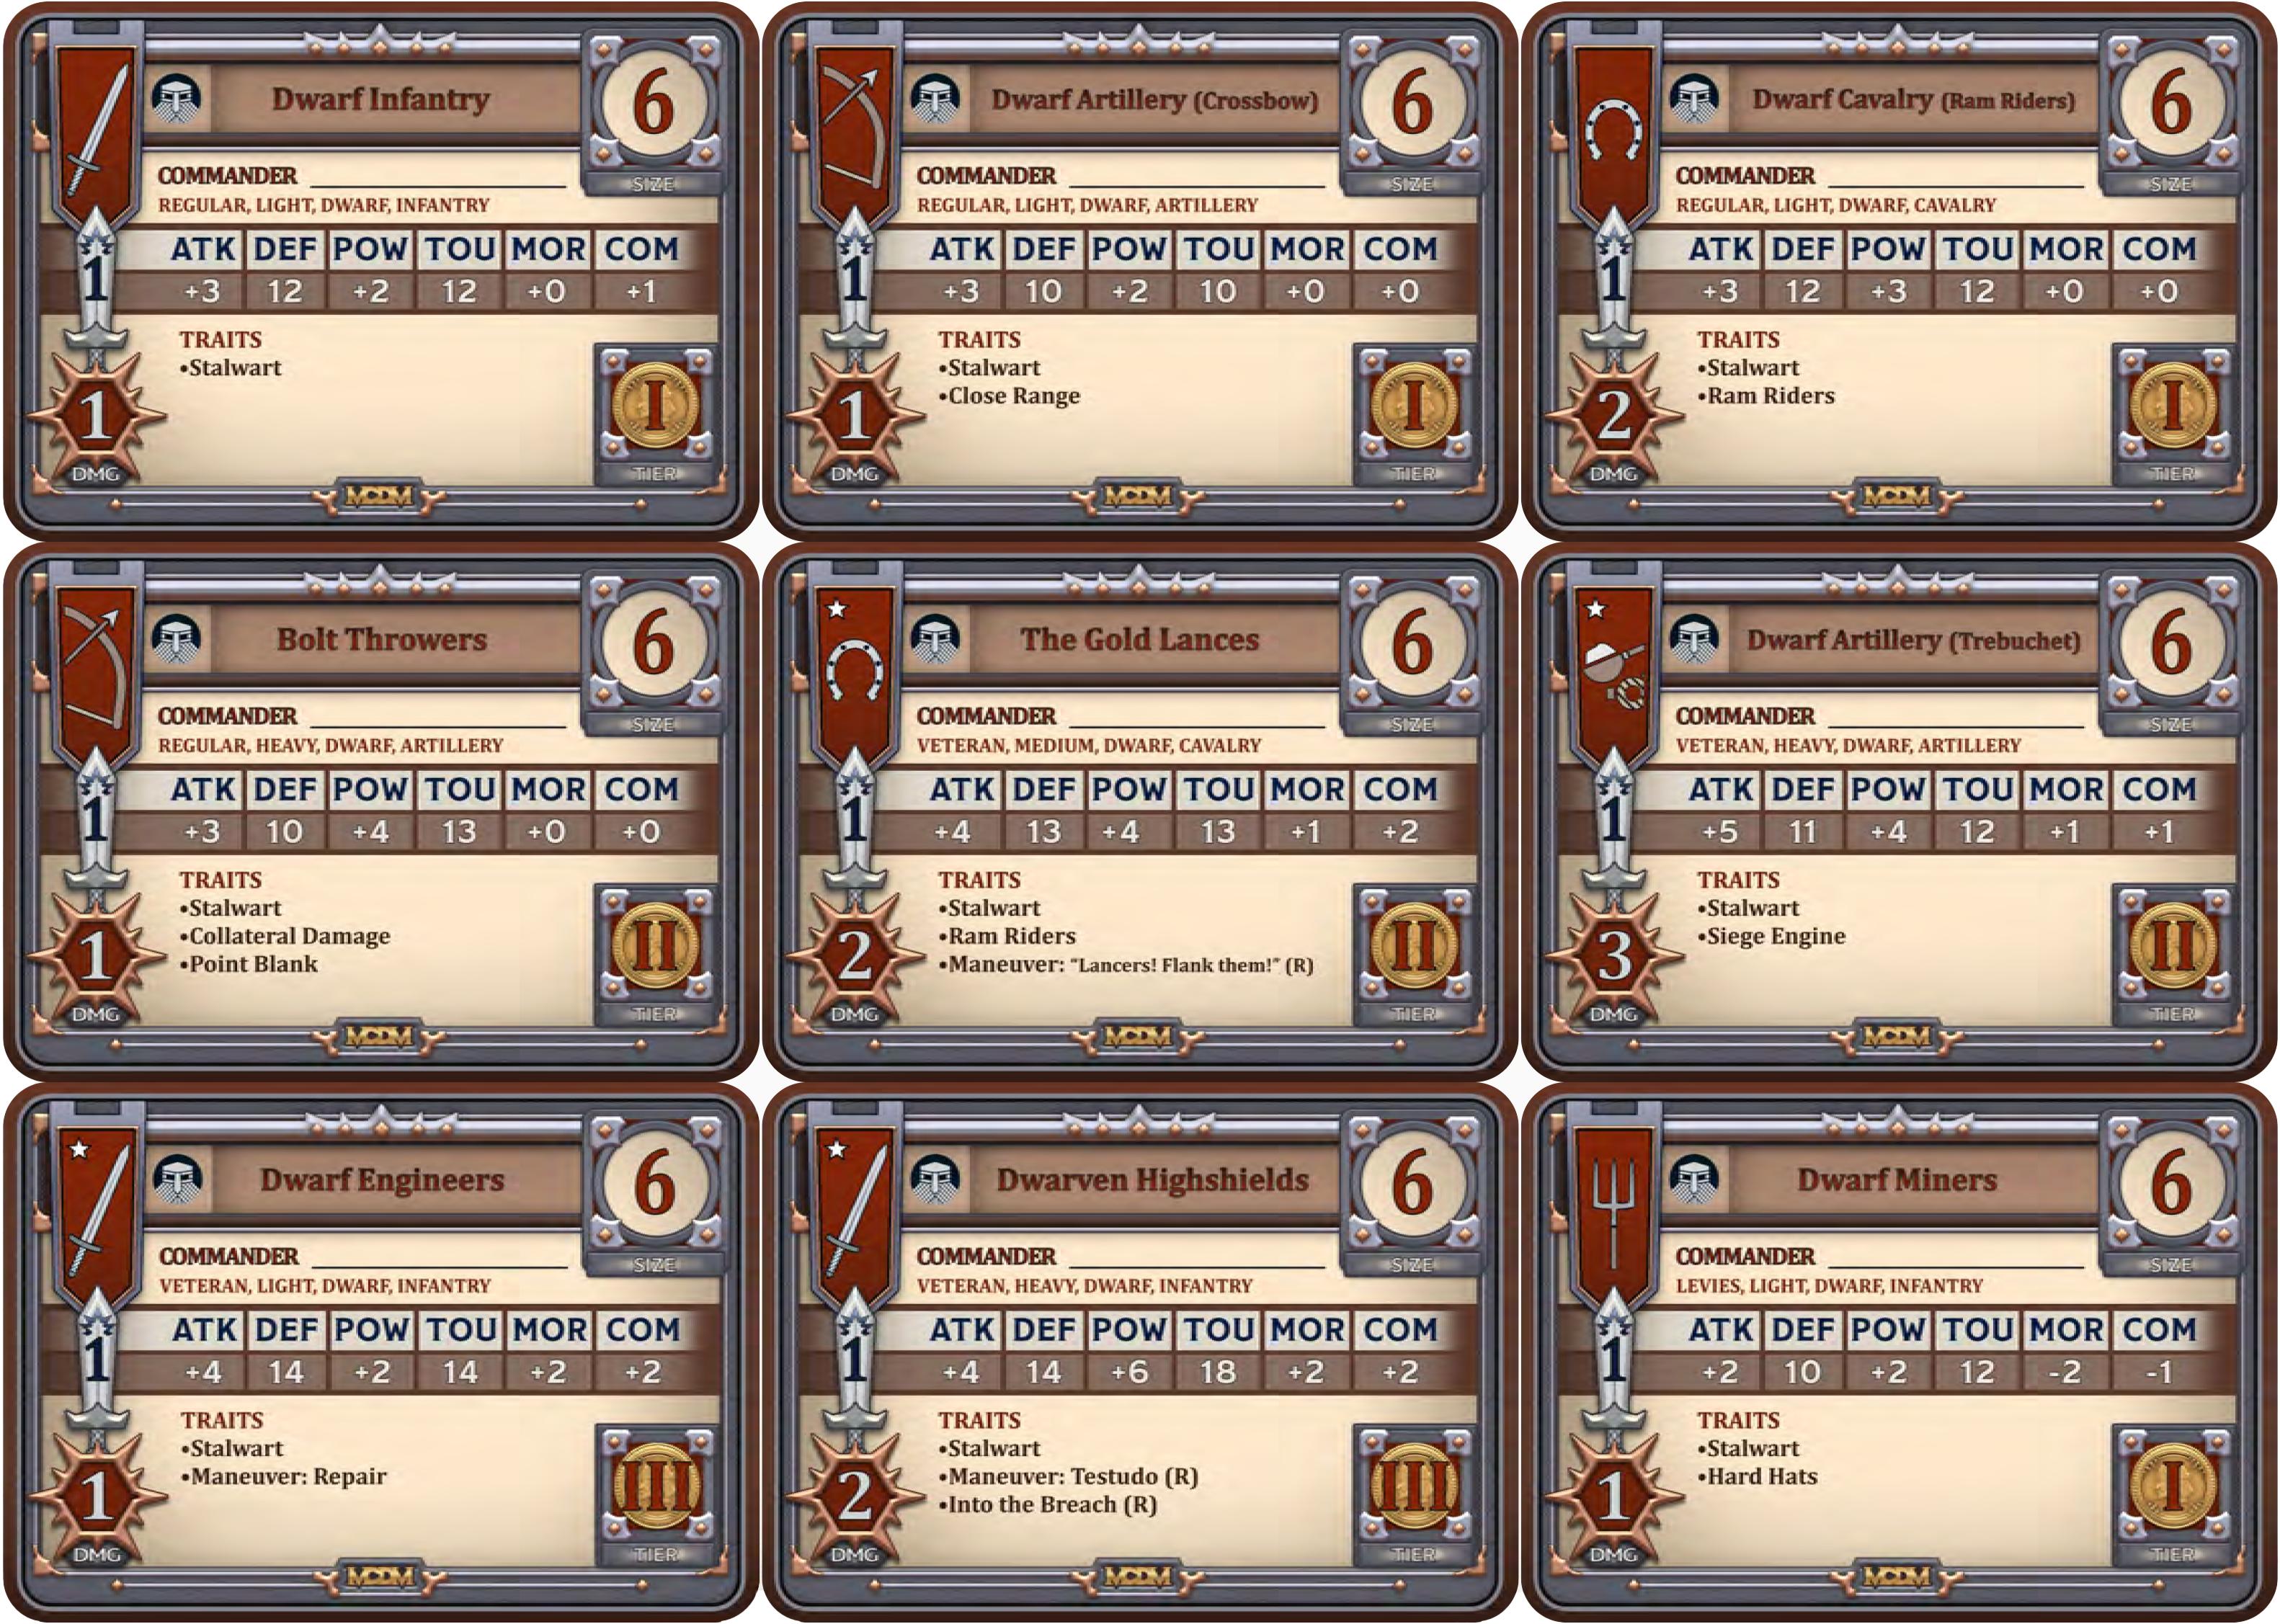 Dwarf Infantry
6
SIZE
COMMANDER
REGULAR, LIGHT, DWARF, INFANTRY
ATK DEF POW TOU MOR COM
1
+3 12 +2 12 +0 +1
TRAITS
•Stalwart
1
DMG
I
TIER
MCDM
Dwarf Artillery (Crossbow)
6
SIZE
COMMANDER
REGULAR, LIGHT, DWARF, ARTILLERY
ATK DEF POW TOU MOR COM
1
+3 10 +2 10 +0 +0
TRAITS
•Stalwart
•Close Range
1
DMG
I
TIER
MCDM
Dwarf Cavalry (Ram Riders)
6
SIZE
COMMANDER
REGULAR, LIGHT, DWARF, CAVALRY
ATK DEF POW TOU MOR COM
1
+3 12 +3 12 +0 +0
TRAITS
•Stalwart
•Ram Riders
2
DMG
I
TIER
MCDM
Bolt Throwers
6
SIZE
COMMANDER
REGULAR, HEAVY, DWARF, ARTILLERY
ATK DEF POW TOU MOR COM
1
+3 10 +4 13 +0 +0
TRAITS
•Stalwart
•Collateral Damage
•Point Blank
1
DMG
II
TIER
MCDM
The Gold Lances
6
SIZE
COMMANDER
VETERAN, MEDIUM, DWARF, CAVALRY
ATK DEF POW TOU MOR COM
1
+4 13 +4 13 +1 +2
TRAITS
•Stalwart
•Ram Riders
•Maneuver: “Lancers! Flank them!” (R)
2
DMG
II
TIER
MCDM
Dwarf Artillery (Trebuchet)
6
SIZE
COMMANDER
VETERAN, HEAVY, DWARF, ARTILLERY
ATK DEF POW TOU MOR COM
1
+5 11 +4 12 +1 +1
TRAITS
•Stalwart
•Siege Engine
3
DMG
II
TIER
MCDM
Dwarf Engineers
6
SIZE
COMMANDER
VETERAN, LIGHT, DWARF, INFANTRY
ATK DEF POW TOU MOR COM
1
+4 14 +2 14 +2 +2
TRAITS
•Stalwart
•Maneuver: Repair
1
DMG
III
TIER
MCDM
Dwarven Highshields
6
SIZE
COMMANDER
VETERAN, HEAVY, DWARF, INFANTRY
ATK DEF POW TOU MOR COM
1
+4 14 +6 18 +2 +2
TRAITS
•Stalwart
•Maneuver: Testudo (R)
•Into the Breach (R)
2
DMG
III
TIER
MCDM
Dwarf Miners
6
SIZE
COMMANDER
LEVIES, LIGHT, DWARF, INFANTRY
ATK DEF POW TOU MOR COM
1
+2 10 +2 12 -2 -1
TRAITS
•Stalwart
•Hard Hats
1
DMG
I
TIER
MCDM